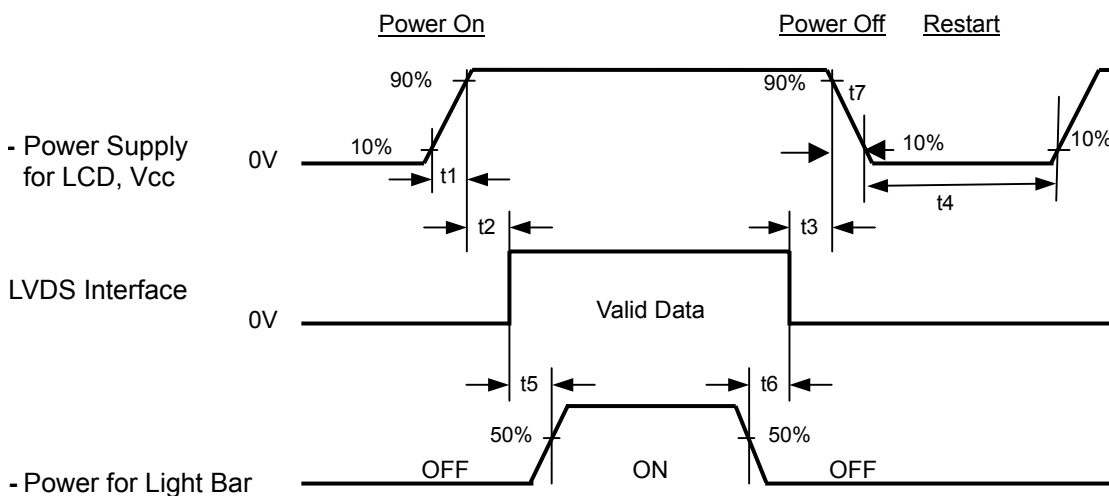 Power On Power Off Restart
90% 90% t7
- Power Supply
for LCD, Vcc
0V 10% 10% 10%
t1
t4
t2 t3
LVDS Interface
0V
Valid Data
t5 t6
50% 50%
- Power for Light Bar
OFF ON OFF